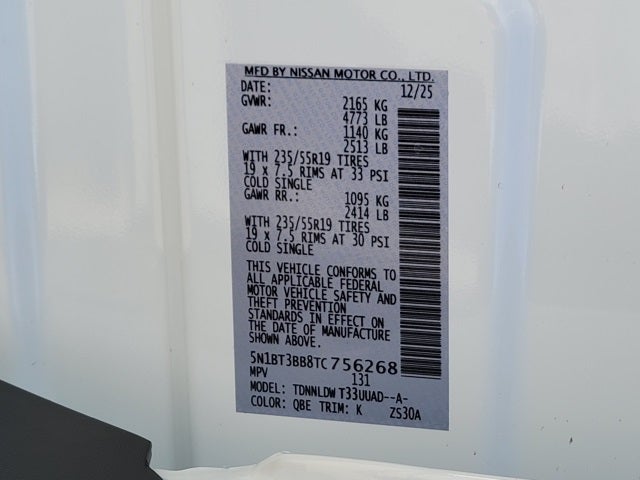 MFD BY NISSAN MOTOR CO., LTD.
DATE: 12/25
GVWR: 2165 KG
4773 LB
GAWR FR.: 1140 KG
2513 LB
WITH 235/55R19 TIRES
19 x 7.5 RIMS AT 33 PSI
COLD SINGLE
GAWR RR.: 1095 KG
2414 LB
WITH 235/55R19 TIRES
19 x 7.5 RIMS AT 30 PSI
COLD SINGLE
THIS VEHICLE CONFORMS TO
ALL APPLICABLE FEDERAL
MOTOR VEHICLE SAFETY AND
THEFT PREVENTION
STANDARDS IN EFFECT ON
THE DATE OF MANUFACTURE
SHOWN ABOVE.
5N1BT3BB8TC756268
MPV 131
MODEL: TDNNLDW T33UUAD--A-
COLOR: QBE TRIM: K ZS30A